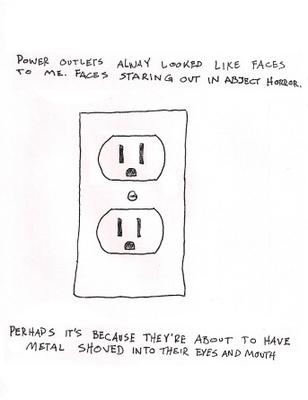 POWER OUTLETS ALWAY LOOKED LIKE FACES
TO ME. FACES STARING OUT IN ABJECT HORROR.
PERHAPS IT'S BECAUSE THEY'RE ABOUT TO HAVE
METAL SHOVED INTO THEIR EYES AND MOUTH